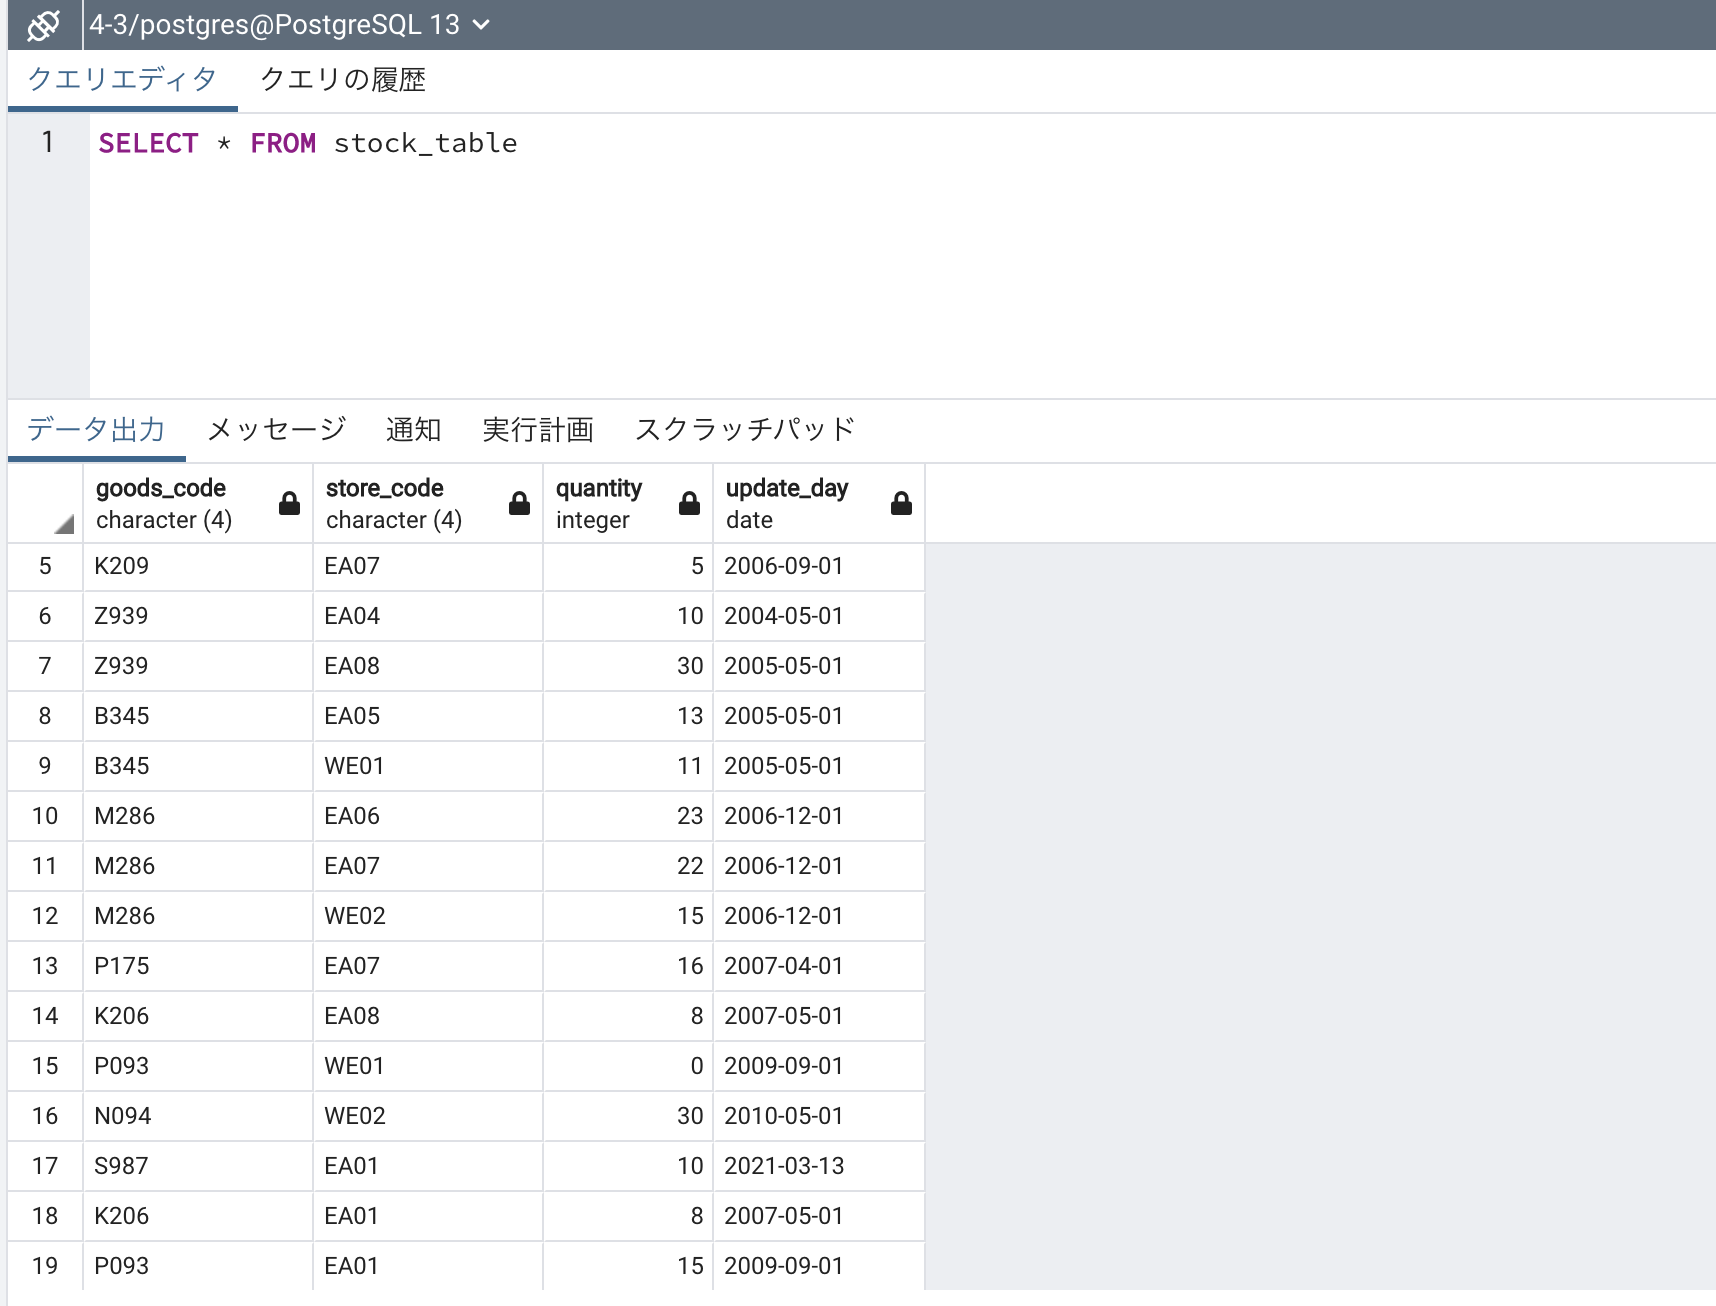 4-3/postgres@PostgreSQL 13
クエリエディタ クエリの履歴
1 SELECT * FROM stock_table
データ出力 メッセージ 通知 実行計画 スクラッチパッド
goods_code store_code quantity update_day
character (4) character (4) integer date
5 K209 EA07 5 2006-09-01
6 Z939 EA04 10 2004-05-01
7 Z939 EA08 30 2005-05-01
8 B345 EA05 13 2005-05-01
9 B345 WE01 11 2005-05-01
10 M286 EA06 23 2006-12-01
11 M286 EA07 22 2006-12-01
12 M286 WE02 15 2006-12-01
13 P175 EA07 16 2007-04-01
14 K206 EA08 8 2007-05-01
15 P093 WE01 0 2009-09-01
16 N094 WE02 30 2010-05-01
17 S987 EA01 10 2021-03-13
18 K206 EA01 8 2007-05-01
19 P093 EA01 15 2009-09-01